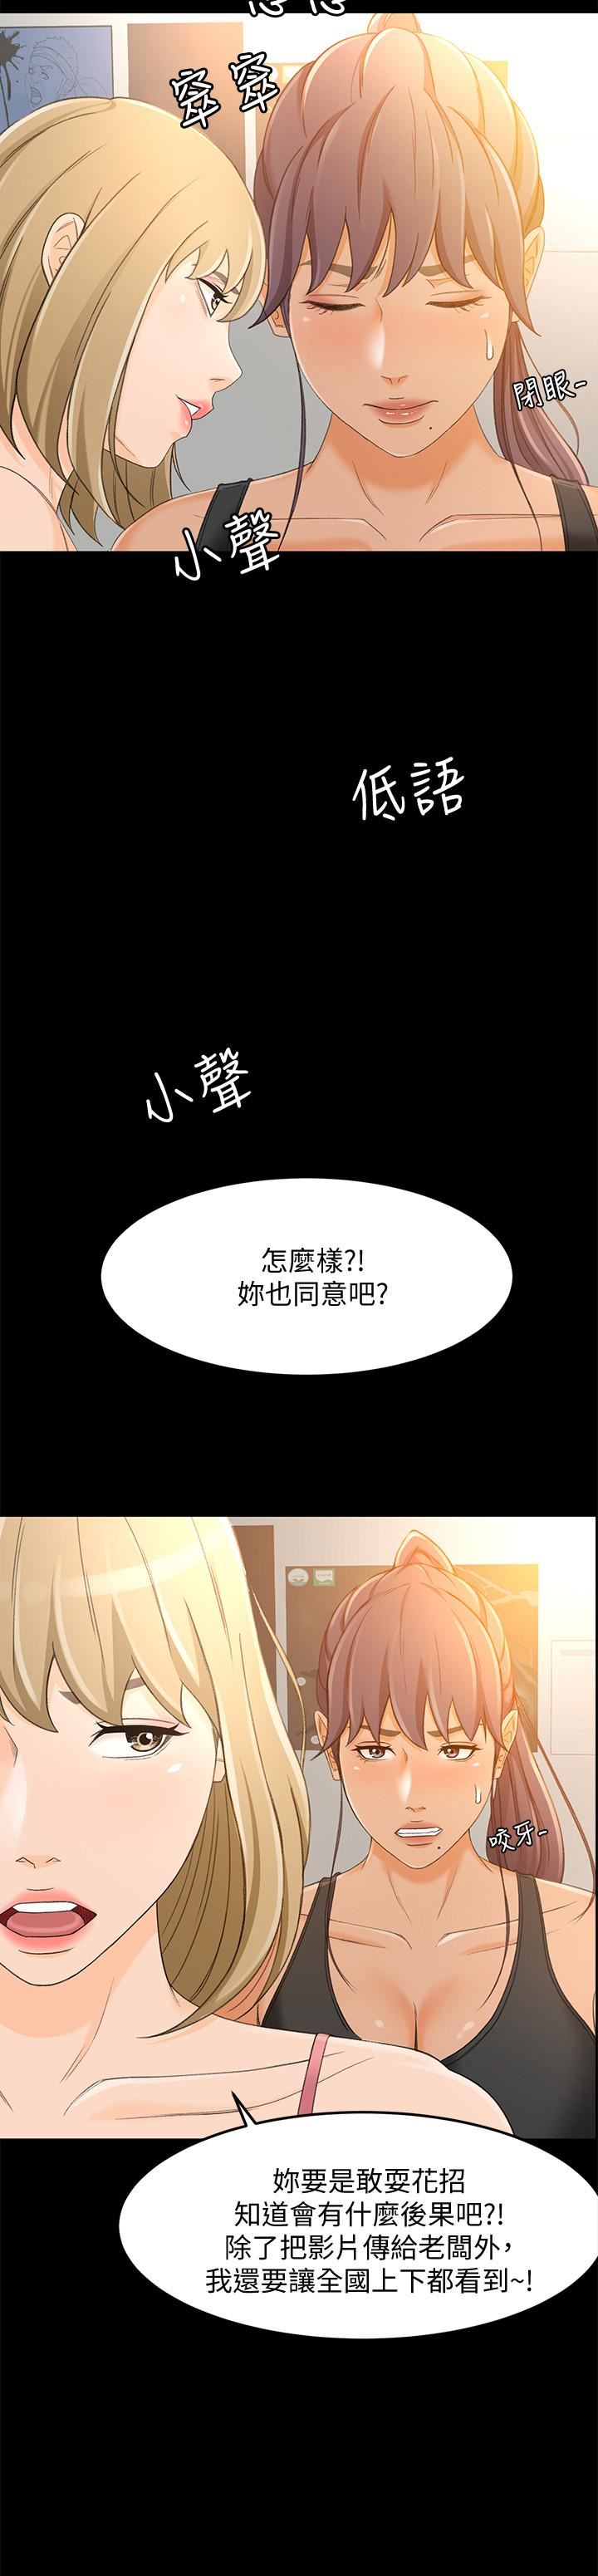 窣窣
閉眼~
小聲
低語
小聲
怎麼樣?!
妳也同意吧?
咬牙~
妳要是敢耍花招
知道會有什麼後果吧?!
除了把影片傳給老闆外,
我還要讓全國上下都看到~!